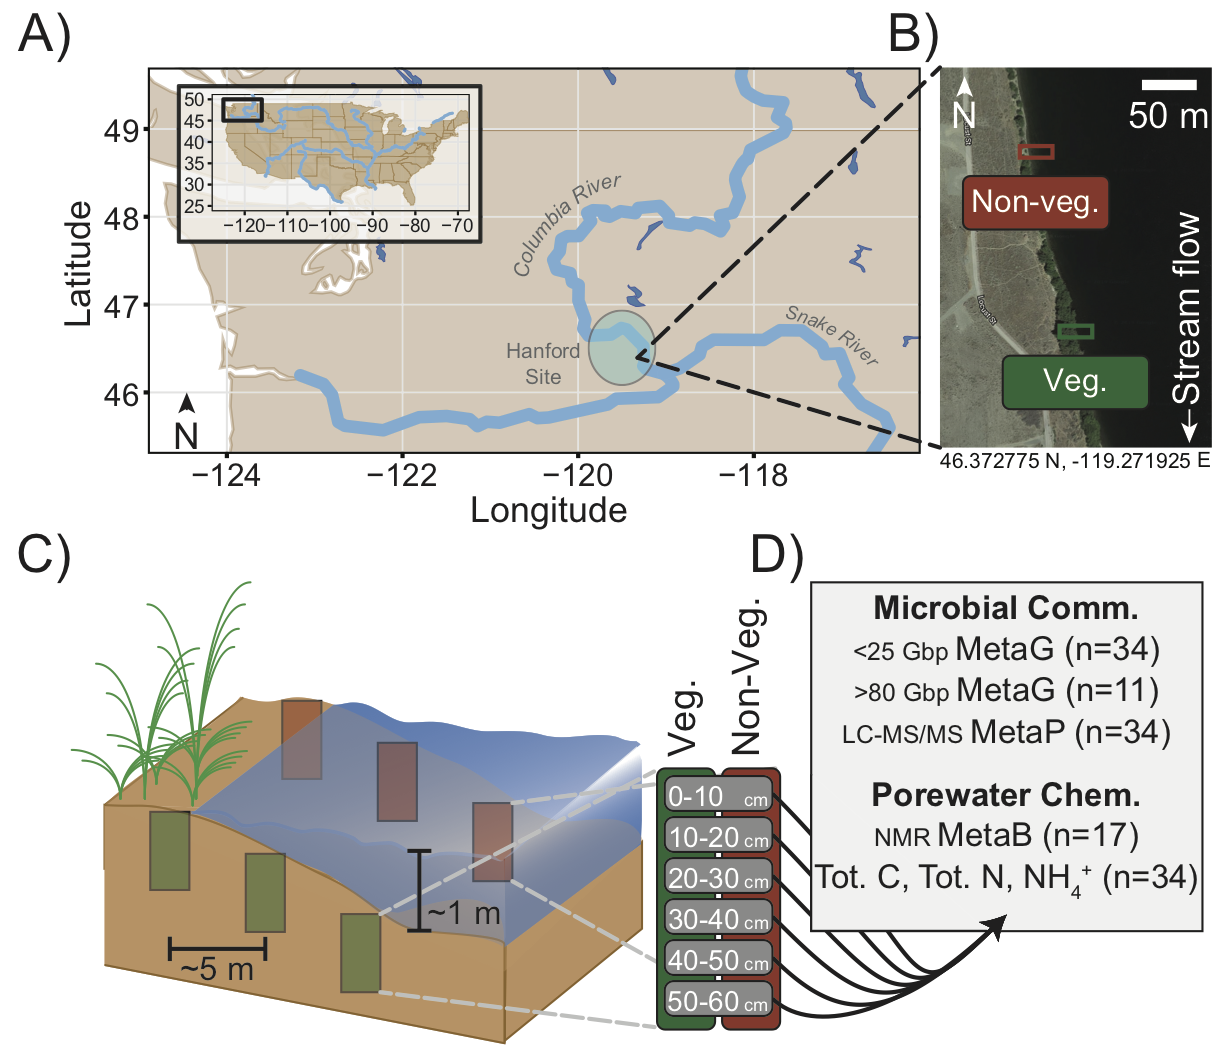 A)
50
45
40
35
30
25
−120 −110 −100 −90 −80 −70
49
48
47
46
Latitude
Columbia River
Snake River
Hanford
Site
N
−124
−122
−120
−118
Longitude
B)
N
50 m
Non-veg.
Locust St
Veg.
Stream flow
46.372775 N, -119.271925 E
C)
~1 m
~5 m
Veg.
Non-Veg.
0-10 cm
10-20 cm
20-30 cm
30-40 cm
40-50 cm
50-60 cm
D)
Microbial Comm.
<25 Gbp MetaG (n=34)
>80 Gbp MetaG (n=11)
LC-MS/MS MetaP (n=34)
Porewater Chem.
NMR MetaB (n=17)
Tot. C, Tot. N, NH₄⁺ (n=34)